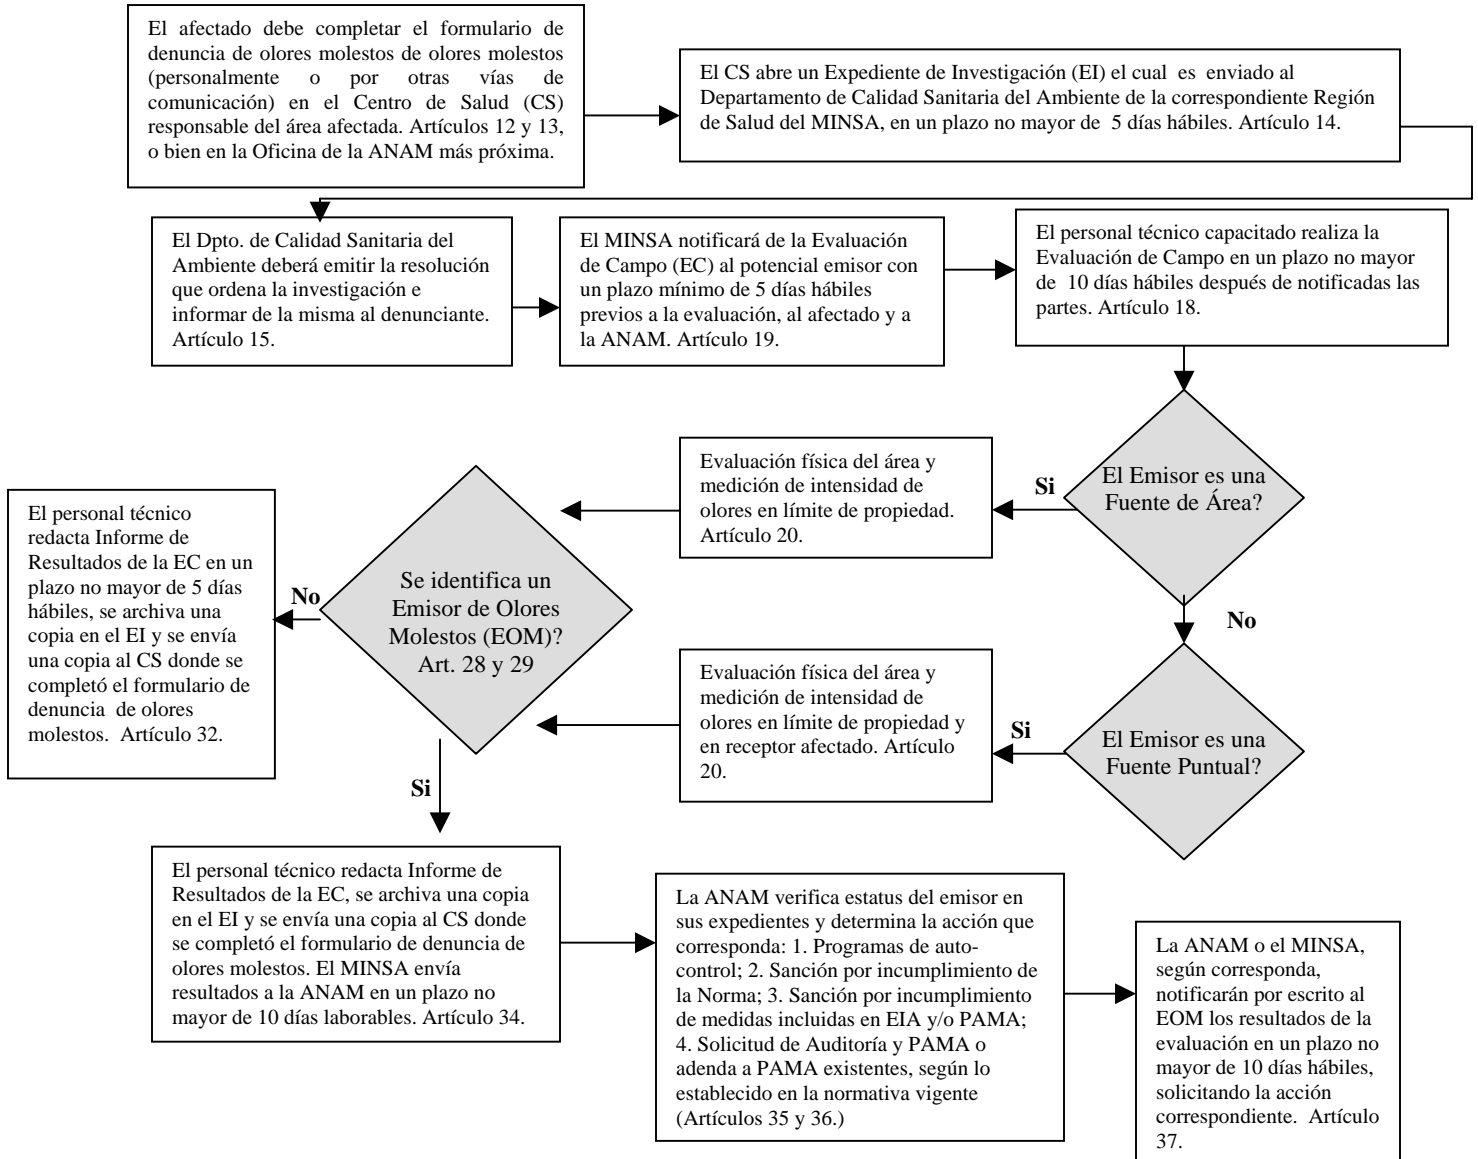 El afectado debe completar el formulario de
denuncia de olores molestos de olores molestos
(personalmente o por otras vías de
comunicación) en el Centro de Salud (CS)
responsable del área afectada. Artículos 12 y 13,
o bien en la Oficina de la ANAM más próxima.
El CS abre un Expediente de Investigación (EI) el cual es enviado al
Departamento de Calidad Sanitaria del Ambiente de la correspondiente Región
de Salud del MINSA, en un plazo no mayor de 5 días hábiles. Artículo 14.
El Dpto. de Calidad Sanitaria del
Ambiente deberá emitir la resolución
que ordena la investigación e
informar de la misma al denunciante.
Artículo 15.
El MINSA notificará de la Evaluación
de Campo (EC) al potencial emisor con
un plazo mínimo de 5 días hábiles
previos a la evaluación, al afectado y a
la ANAM. Artículo 19.
El personal técnico capacitado realiza la
Evaluación de Campo en un plazo no mayor
de 10 días hábiles después de notificadas las
partes. Artículo 18.
El Emisor es una
Fuente de Área?
Si
Evaluación física del área y
medición de intensidad de
olores en límite de propiedad.
Artículo 20.
No
El Emisor es una
Fuente Puntual?
Si
Evaluación física del área y
medición de intensidad de
olores en límite de propiedad y
en receptor afectado. Artículo
20.
Se identifica un
Emisor de Olores
Molestos (EOM)?
Art. 28 y 29
No
El personal técnico
redacta Informe de
Resultados de la EC en un
plazo no mayor de 5 días
hábiles, se archiva una
copia en el EI y se envía
una copia al CS donde se
completó el formulario de
denuncia de olores
molestos. Artículo 32.
Si
El personal técnico redacta Informe de
Resultados de la EC, se archiva una copia
en el EI y se envía una copia al CS donde
se completó el formulario de denuncia de
olores molestos. El MINSA envía
resultados a la ANAM en un plazo no
mayor de 10 días laborables. Artículo 34.
La ANAM verifica estatus del emisor en
sus expedientes y determina la acción que
corresponda: 1. Programas de auto-
control; 2. Sanción por incumplimiento de
la Norma; 3. Sanción por incumplimiento
de medidas incluidas en EIA y/o PAMA;
4. Solicitud de Auditoría y PAMA o
adenda a PAMA existentes, según lo
establecido en la normativa vigente
(Artículos 35 y 36.)
La ANAM o el MINSA,
según corresponda,
notificarán por escrito al
EOM los resultados de la
evaluación en un plazo no
mayor de 10 días hábiles,
solicitando la acción
correspondiente. Artículo
37.